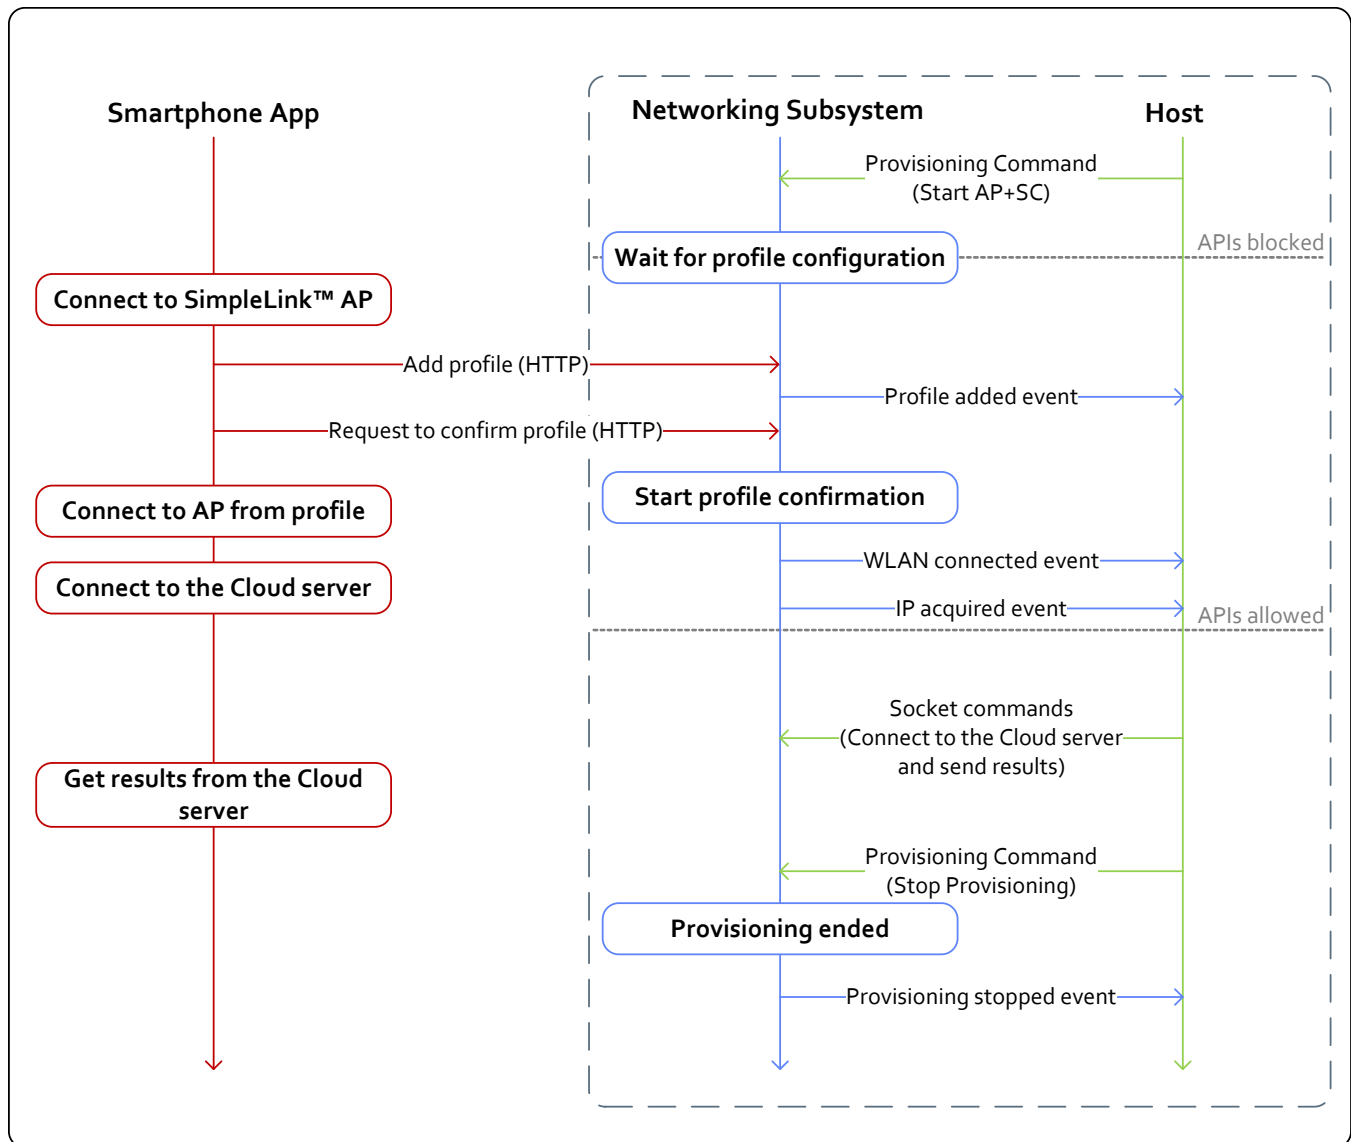 Smartphone App
Networking Subsystem
Host
Provisioning Command
(Start AP+SC)
APIs blocked
Wait for profile configuration
Connect to SimpleLink™ AP
Add profile (HTTP)
Profile added event
Request to confirm profile (HTTP)
Start profile confirmation
Connect to AP from profile
WLAN connected event
Connect to the Cloud server
IP acquired event
APIs allowed
Socket commands
(Connect to the Cloud server
and send results)
Get results from the Cloud
server
Provisioning Command
(Stop Provisioning)
Provisioning ended
Provisioning stopped event